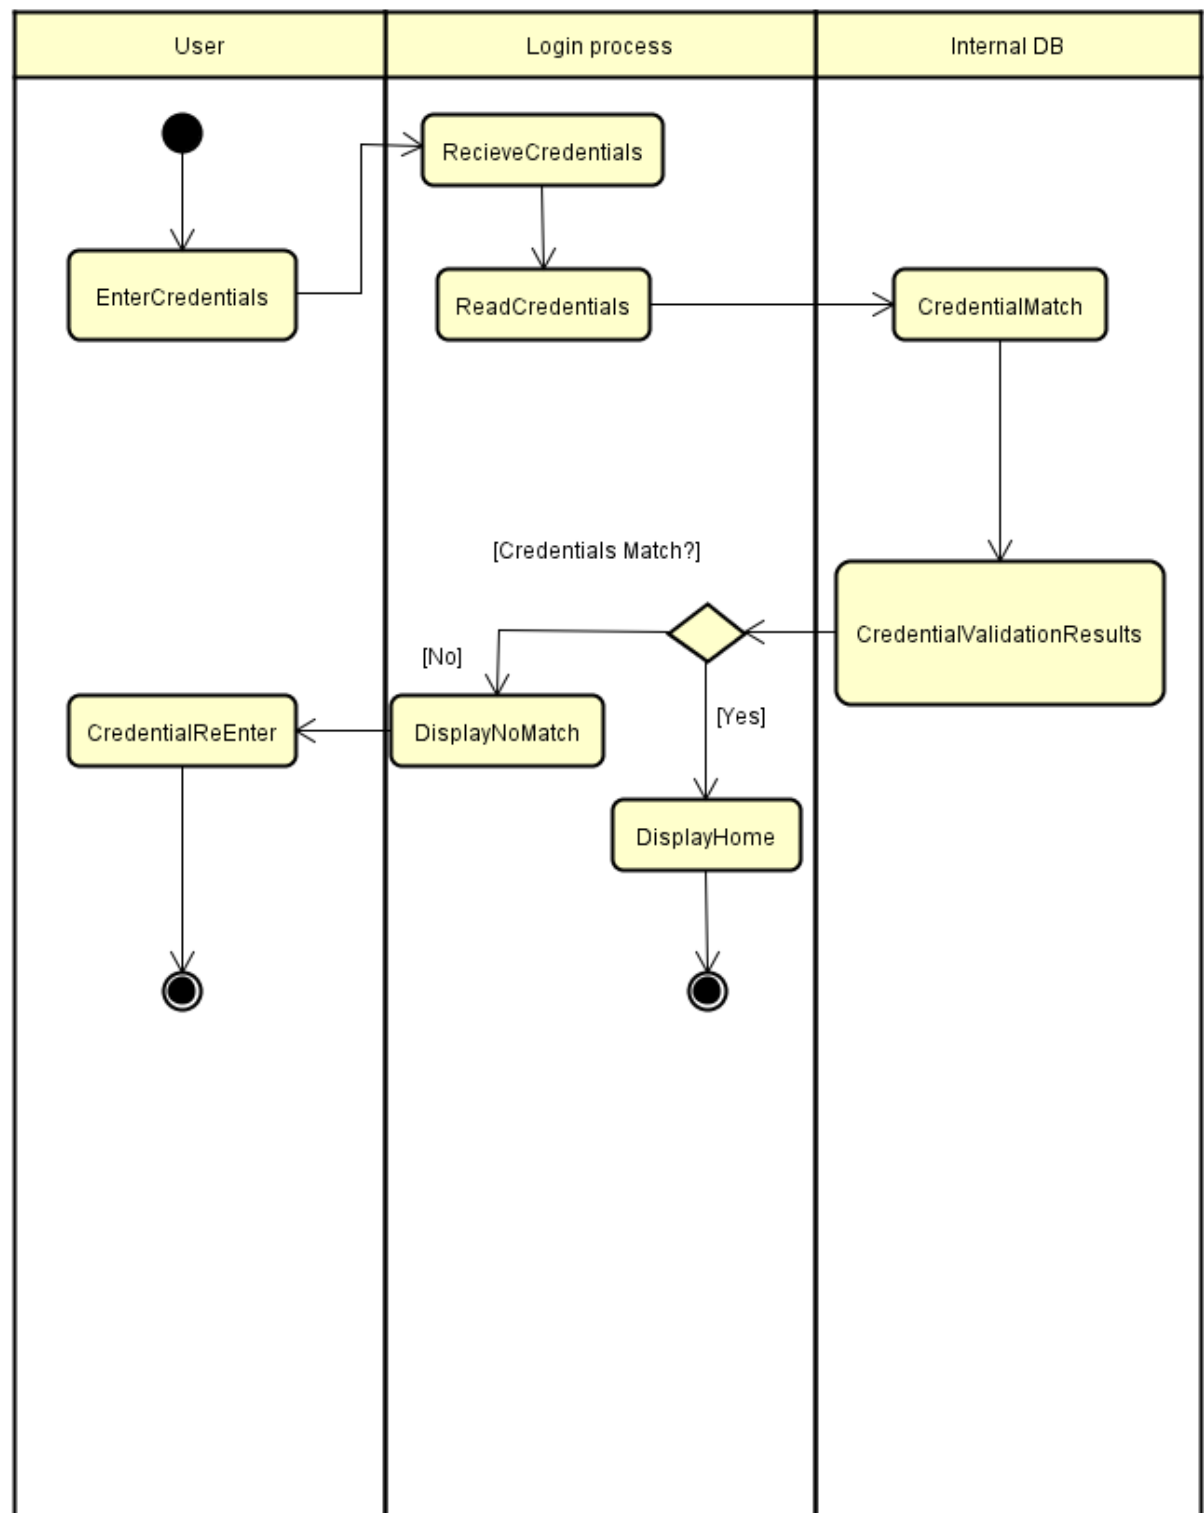 User
Login process
Internal DB
RecieveCredentials
EnterCredentials
ReadCredentials
CredentialMatch
[Credentials Match?]
CredentialValidationResults
[No]
[Yes]
CredentialReEnter
DisplayNoMatch
DisplayHome